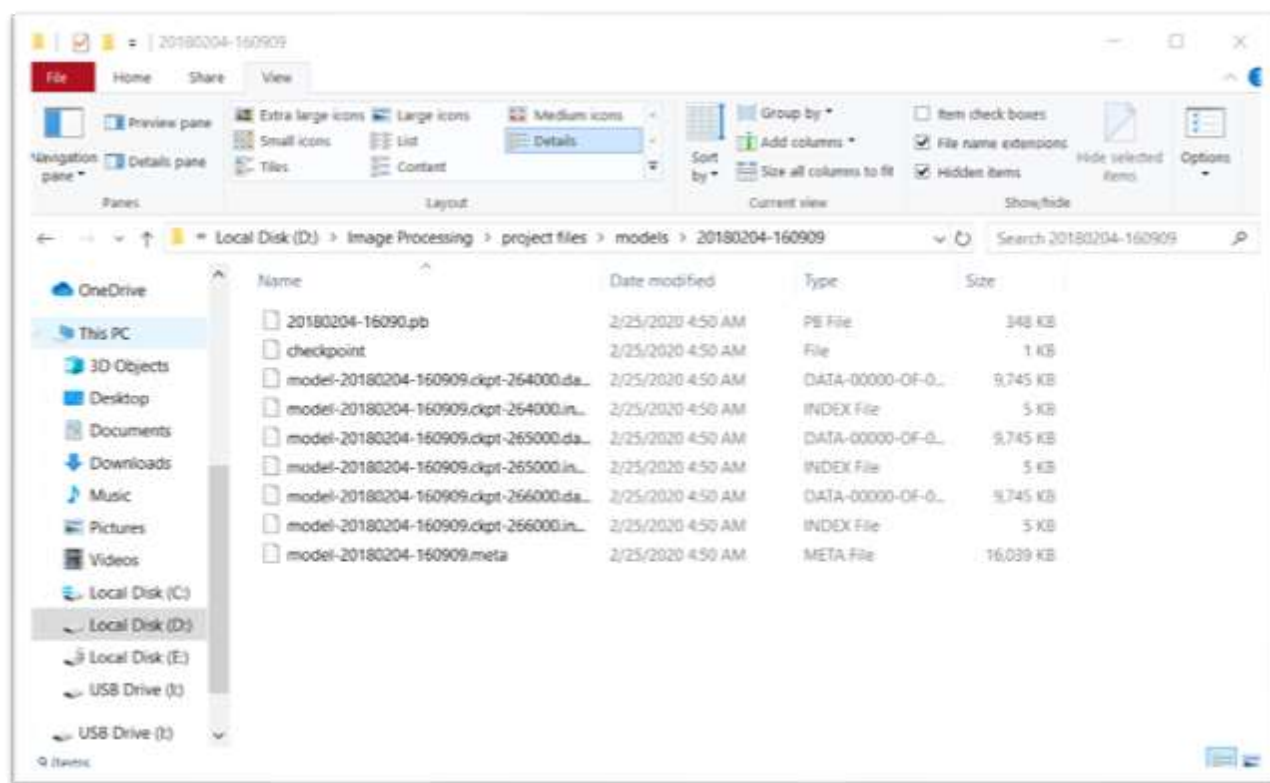 20180204-160909
File Home Share View
Preview pane Extra large icons Large icons Medium icons Group by Item check boxes
Small icons List Details Add columns File name extensions
Navigation pane Details pane Tiles Content Sort by Size all columns to fit Hidden items Hide selected items Options
Panes Layout Current view Show/hide
Local Disk (D:) > Image Processing > project files > models > 20180204-160909 Search 20180204-160909
Name Date modified Type Size
OneDrive
20180204-16090.pb 2/25/2020 4:50 AM PB File 348 KB
This PC
checkpoint 2/25/2020 4:50 AM File 1 KB
3D Objects
model-20180204-160909.ckpt-264000.da... 2/25/2020 4:50 AM DATA-00000-OF-0... 9,745 KB
Desktop
model-20180204-160909.ckpt-264000.in... 2/25/2020 4:50 AM INDEX File 5 KB
Documents
model-20180204-160909.ckpt-265000.da... 2/25/2020 4:50 AM DATA-00000-OF-0... 9,745 KB
Downloads
model-20180204-160909.ckpt-265000.in... 2/25/2020 4:50 AM INDEX File 5 KB
Music
model-20180204-160909.ckpt-266000.da... 2/25/2020 4:50 AM DATA-00000-OF-0... 9,745 KB
Pictures
model-20180204-160909.ckpt-266000.in... 2/25/2020 4:50 AM INDEX File 5 KB
Videos
model-20180204-160909.meta 2/25/2020 4:50 AM META File 16,039 KB
Local Disk (C:)
Local Disk (D:)
Local Disk (E:)
USB Drive (I:)
USB Drive (I:)
9 items